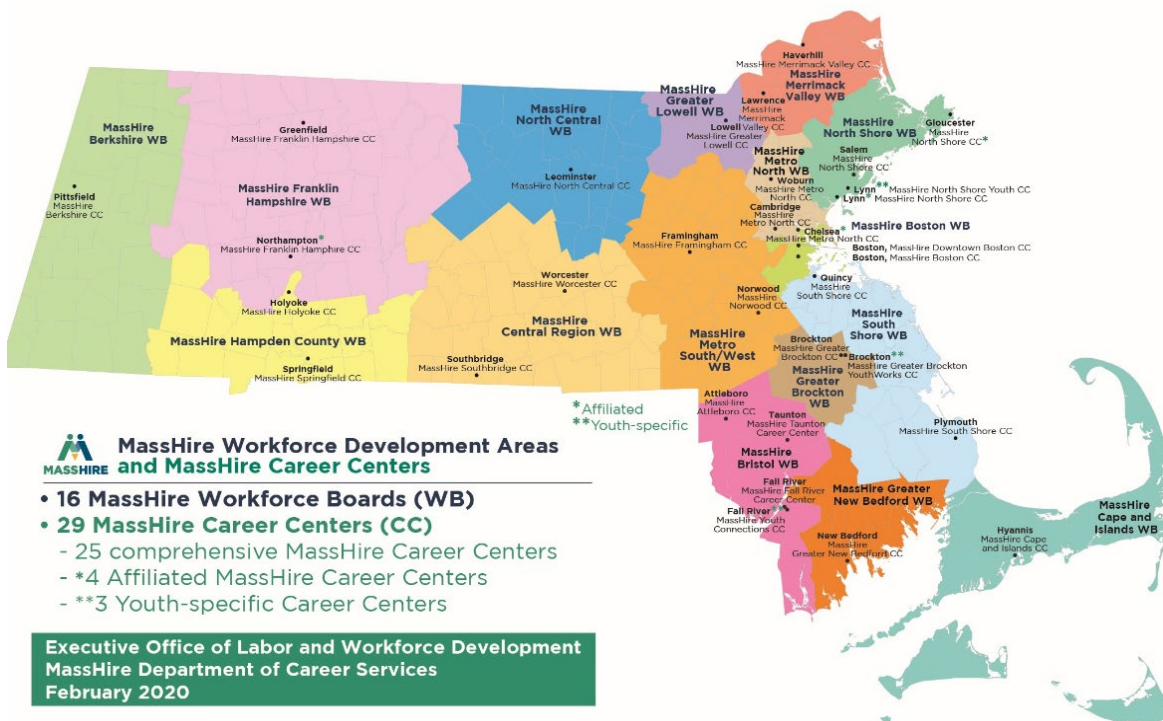 Haverhill
MassHire Merrimack Valley CC
MassHire
Merrimack
Valley WB
Lawrence
MassHire
Merrimack
Valley CC
MassHire
Greater
Lowell WB
Lowell
MassHire Greater
Lowell CC
MassHire
North Shore WB
Gloucester
MassHire
North Shore CC*
Salem
MassHire
North Shore CC
Lynn** MassHire North Shore Youth CC
Lynn* MassHire North Shore CC
MassHire
Metro
North WB
Woburn
MassHire Metro
North CC
Cambridge
MassHire
Metro North CC
Chelsea*
MassHire Metro North CC
MassHire Boston WB
Boston, MassHire Downtown Boston CC
Boston, MassHire Boston CC
MassHire
Berkshire WB
Pittsfield
MassHire
Berkshire CC
Greenfield
MassHire Franklin Hampshire CC
MassHire Franklin
Hampshire WB
Northampton*
MassHire Franklin Hamphire CC
MassHire
North Central
WB
Leominster
MassHire North Central CC
Framingham
MassHire Framingham CC
Holyoke
MassHire Holyoke CC
MassHire Hampden County WB
Springfield
MassHire Springfield CC
Worcester
MassHire Worcester CC
MassHire
Central Region WB
Southbridge
MassHire Southbridge CC
Norwood
MassHire
Norwood CC
MassHire
Metro
South/West
WB
Quincy
MassHire
South Shore CC
MassHire
South
Shore WB
Brockton
MassHire Greater
Brockton CC
Brockton**
MassHire Greater Brockton
YouthWorks CC
MassHire
Greater
Brockton
WB
Attleboro
MassHire
Attleboro CC
Taunton
MassHire Taunton
Career Center
Plymouth
MassHire South Shore CC
MassHire
Bristol WB
Fall River
MassHire Fall River
Career Center
Fall River**
MassHire Youth
Connections CC
MassHire Greater
New Bedford WB
New Bedford
MassHire
Greater New Bedford CC
MassHire
Cape and
Islands WB
Hyannis
MassHire Cape
and Islands CC
*Affiliated
**Youth-specific
MASSHIRE
MassHire Workforce Development Areas
and MassHire Career Centers
• 16 MassHire Workforce Boards (WB)
• 29 MassHire Career Centers (CC)
- 25 comprehensive MassHire Career Centers
- *4 Affiliated MassHire Career Centers
- **3 Youth-specific Career Centers
Executive Office of Labor and Workforce Development
MassHire Department of Career Services
February 2020